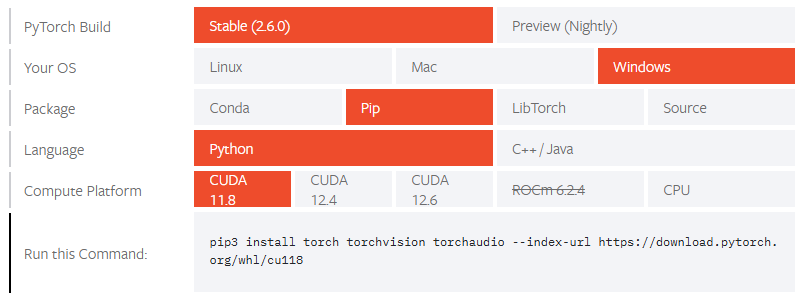 PyTorch Build Stable (2.6.0) Preview (Nightly)
Your OS Linux Mac Windows
Package Conda Pip LibTorch Source
Language Python C++ / Java
Compute Platform CUDA 11.8 CUDA 12.4 CUDA 12.6 ROCm 6.2.4 CPU
Run this Command: pip3 install torch torchvision torchaudio --index-url https://download.pytorch.
org/whl/cu118